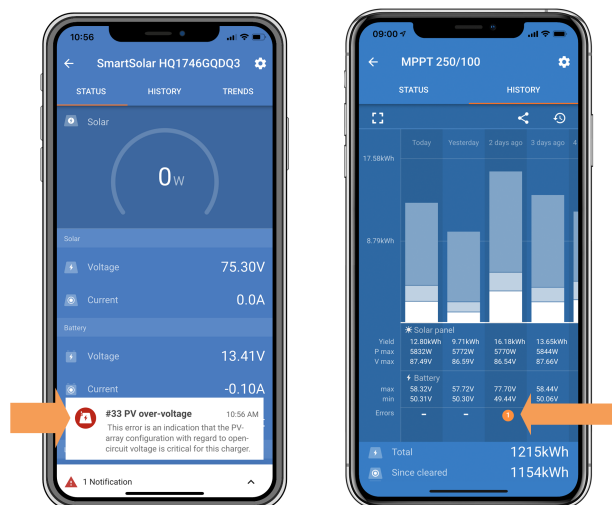 10:56
SmartSolar HQ1746GQDQ3
STATUS HISTORY TRENDS
Solar
0W
Solar
Voltage 75.30V
Current 0.0A
Battery
Voltage 13.41V
Current -0.10A
#33 PV over-voltage 10:56 AM
This error is an indication that the PV-
array configuration with regard to open-
circuit voltage is critical for this charger.
1 Notification
09:00
MPPT 250/100
STATUS HISTORY
Today Yesterday 2 days ago 3 days ago 4
17.58kWh
8.79kWh
Solar panel
Yield 12.80kWh 9.71kWh 16.18kWh 13.65kWh
P max 5832W 5772W 5770W 5844W
V max 87.49V 86.59V 86.54V 87.66V
Battery
max 58.32V 57.72V 77.70V 58.44V
min 50.31V 50.30V 49.44V 50.06V
Errors - - 1
Total 1215kWh
Since cleared 1154kWh